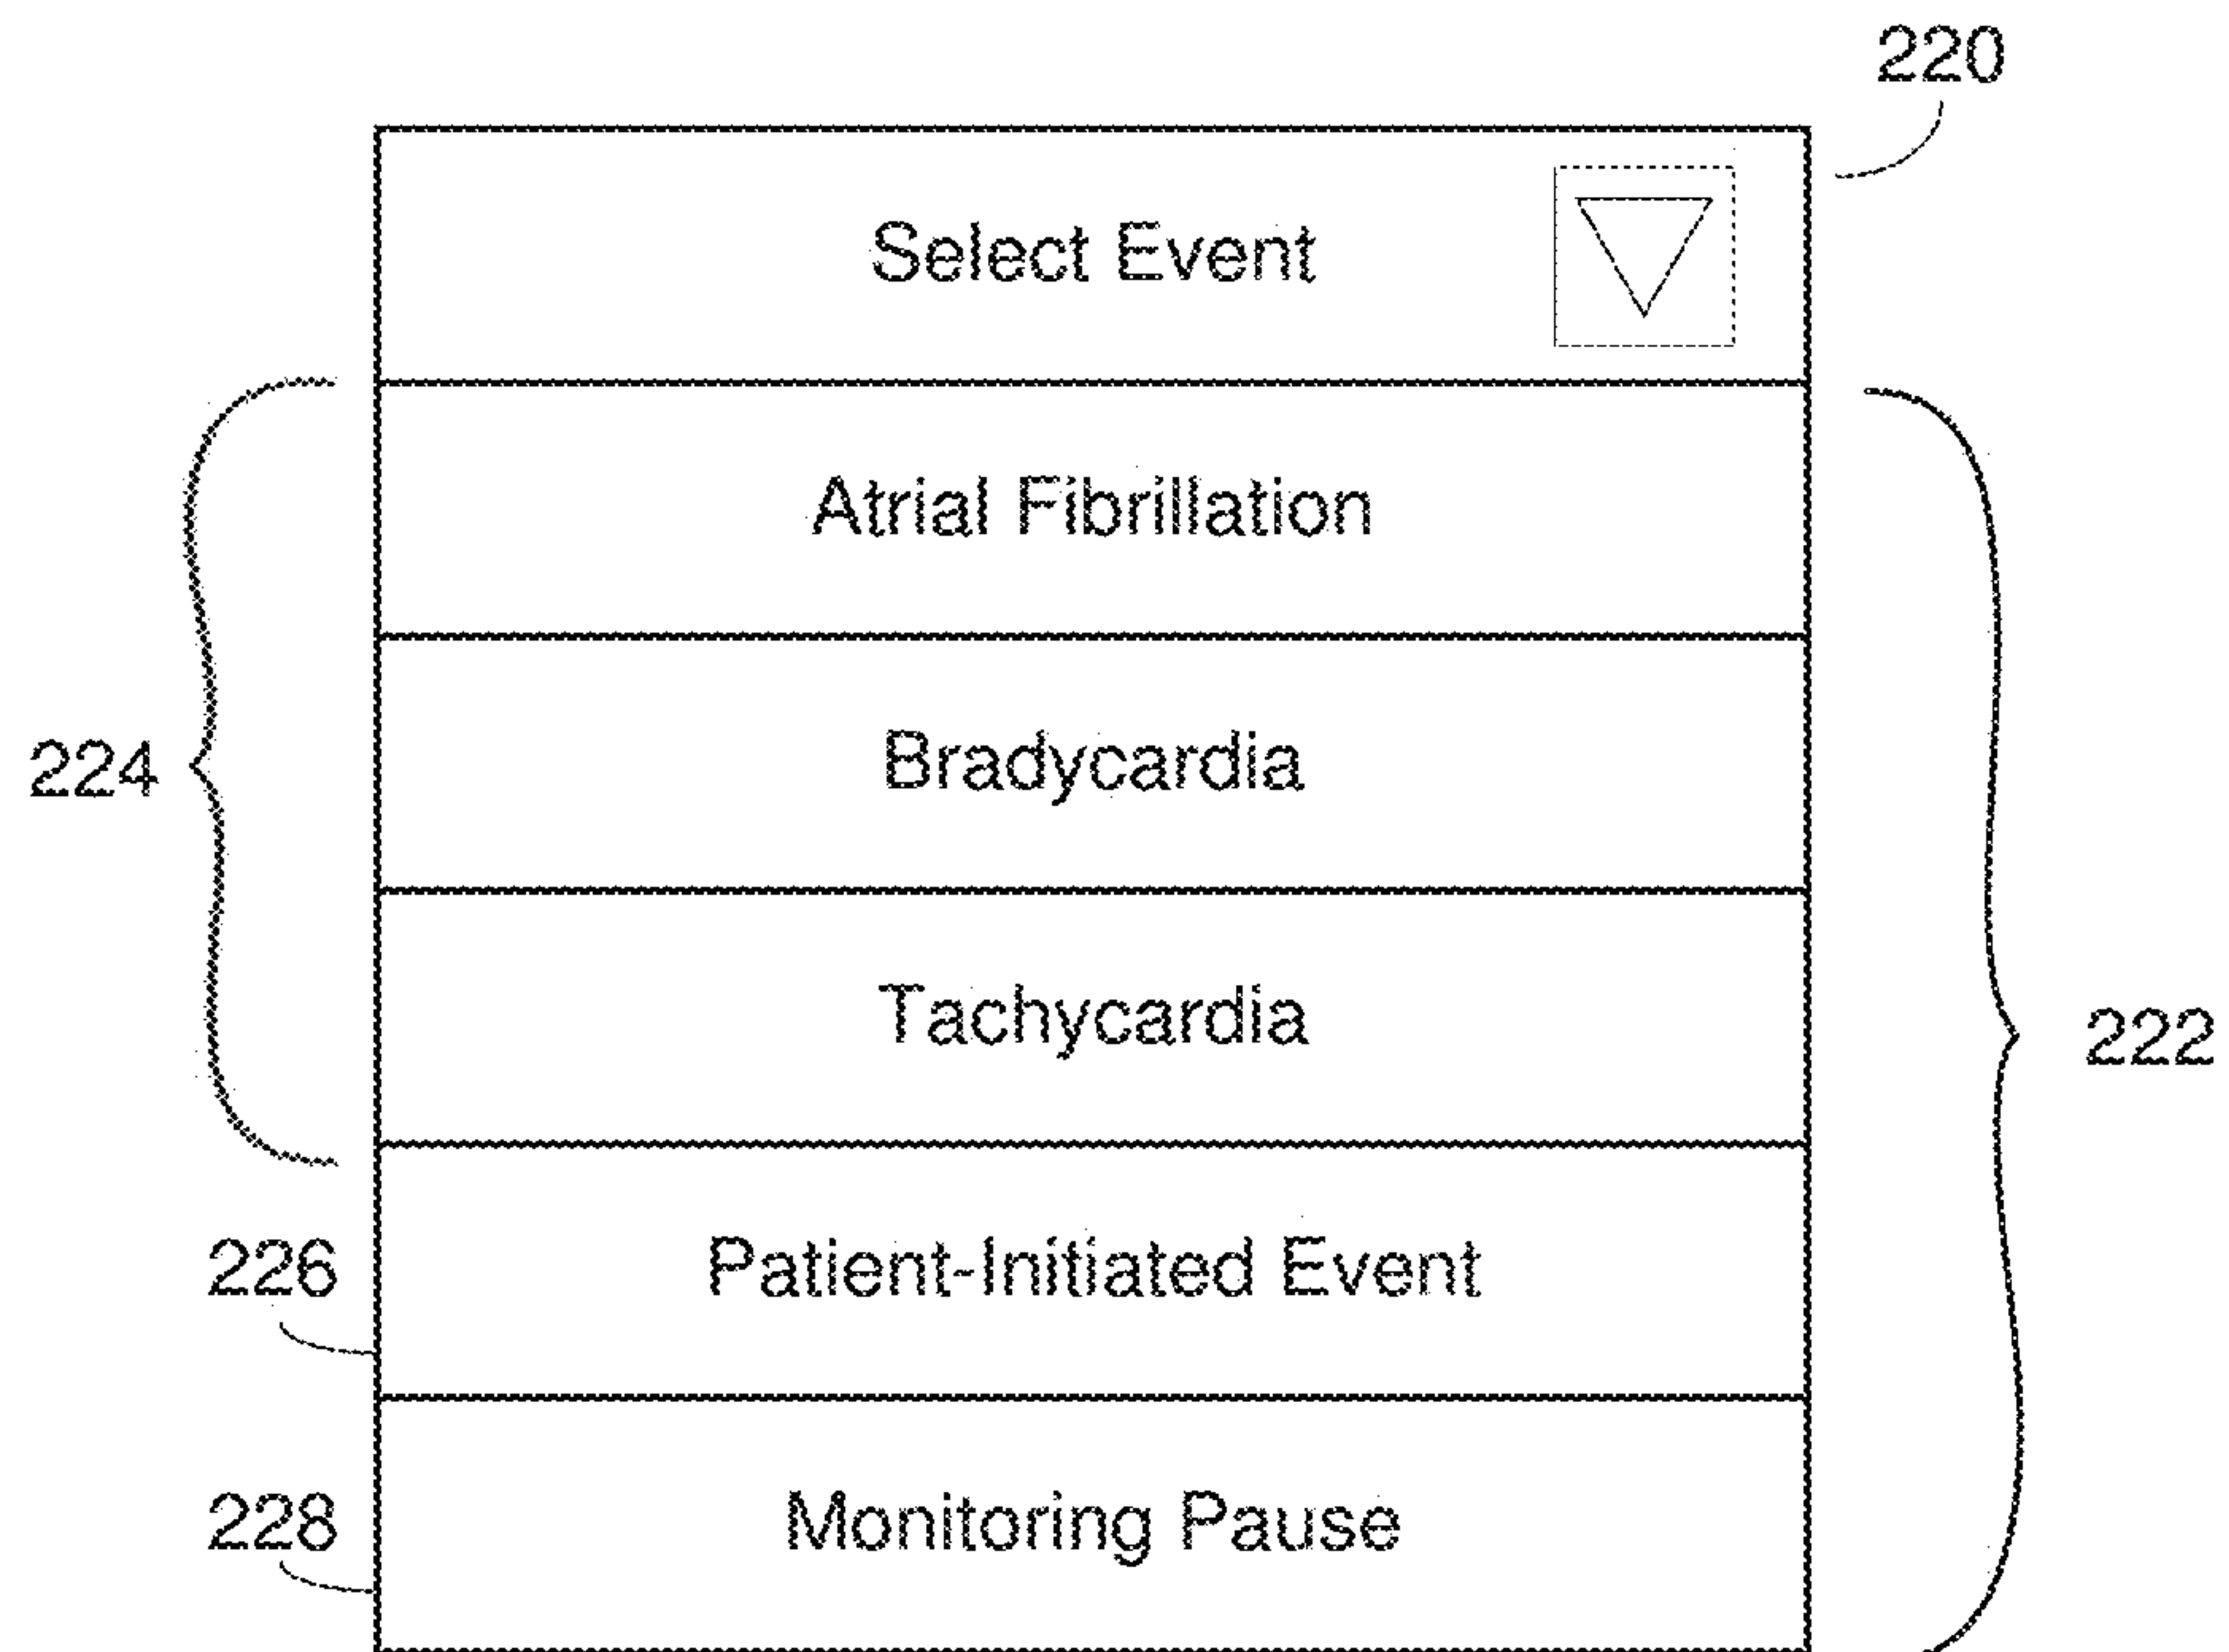 220
Select Event
Atrial Fibrillation
Bradycardia
224
Tachycardia
222
Patient-Initiated Event
226
Monitoring Pause
228